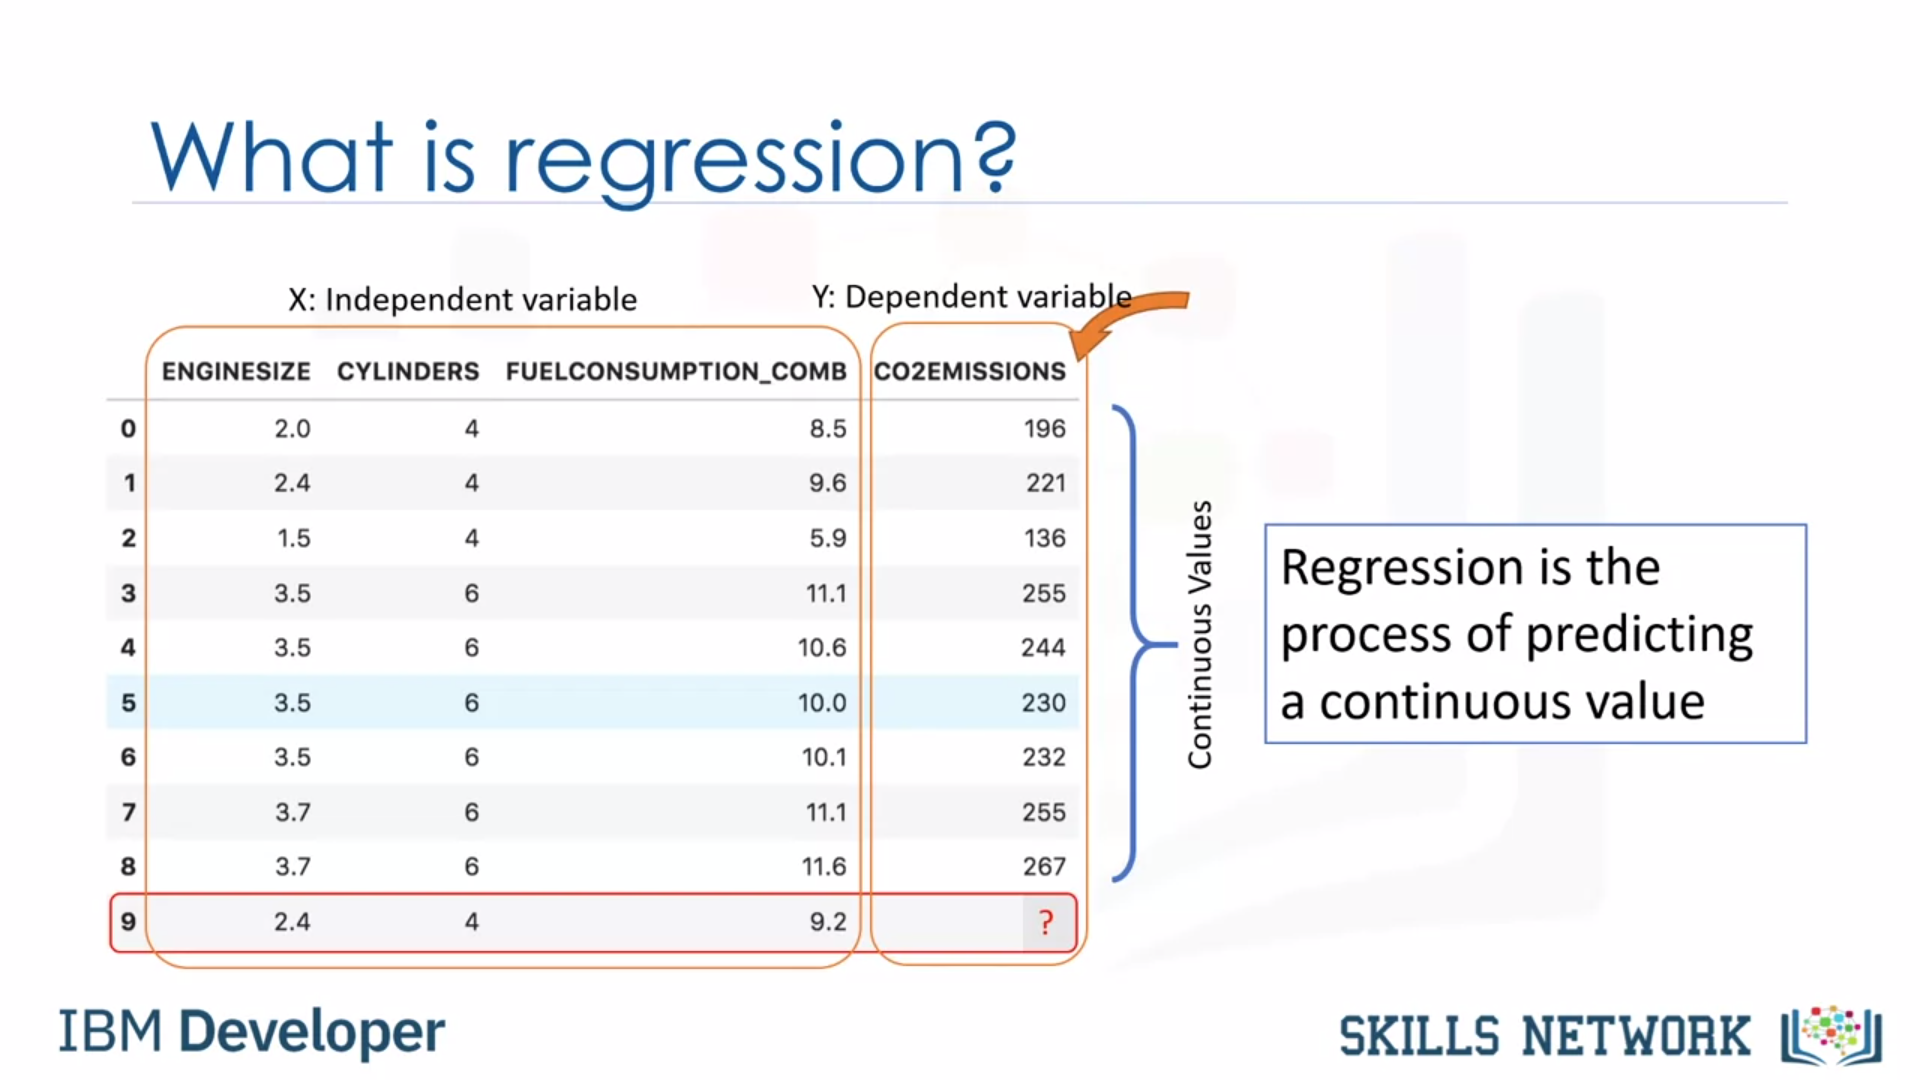 What is regression?
X: Independent variable Y: Dependent variable
ENGINESIZE CYLINDERS FUELCONSUMPTION_COMB CO2EMISSIONS
0 2.0 4 8.5 196
1 2.4 4 9.6 221
2 1.5 4 5.9 136
3 3.5 6 11.1 255
4 3.5 6 10.6 244
5 3.5 6 10.0 230
6 3.5 6 10.1 232
7 3.7 6 11.1 255
8 3.7 6 11.6 267
9 2.4 4 9.2 ?
Continuous Values
Regression is the
process of predicting
a continuous value
IBM Developer
SKILLS NETWORK